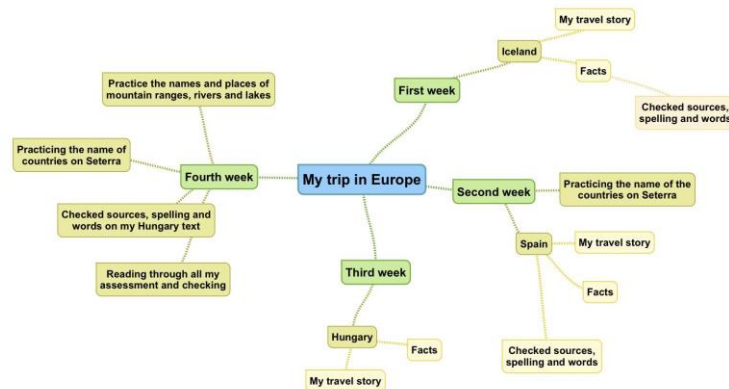 My trip in Europe
First week
Iceland
My travel story
Facts
Checked sources,
spelling and words
Second week
Practicing the name of the
countries on Seterra
Spain
My travel story
Facts
Checked sources,
spelling and words
Third week
Hungary
Facts
My travel story
Fourth week
Practice the names and places of
mountain ranges, rivers and lakes
Practicing the name of
countries on Seterra
Checked sources, spelling and
words on my Hungary text
Reading through all my
assessment and checking